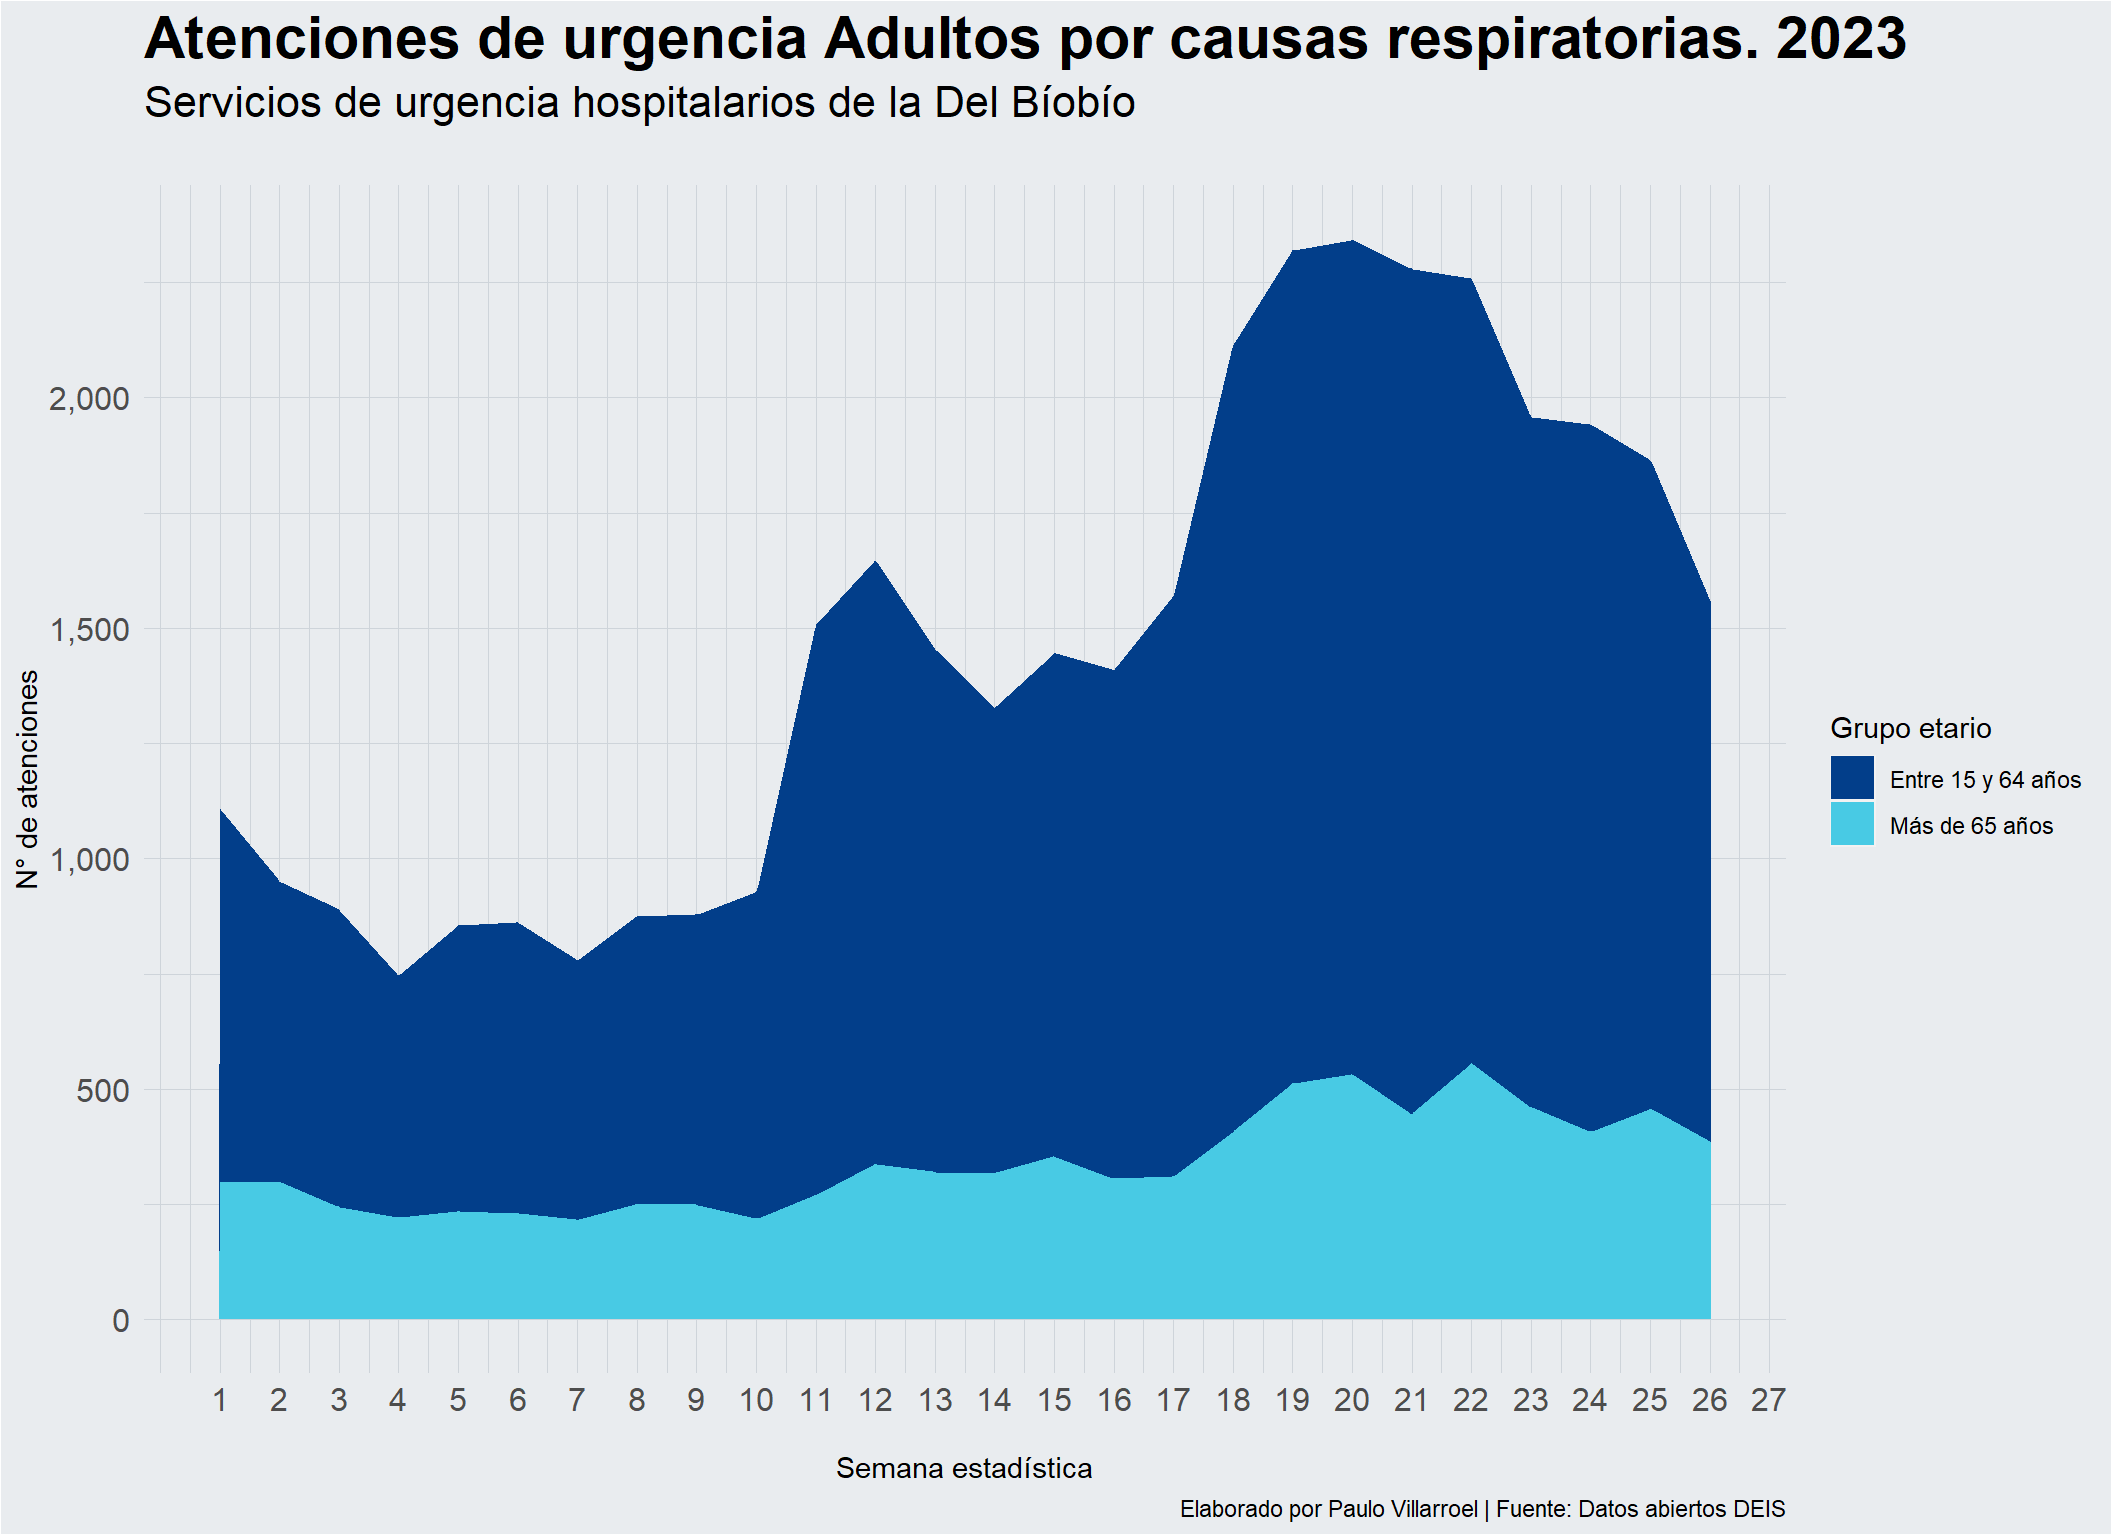 Atenciones de urgencia Adultos por causas respiratorias. 2023
Servicios de urgencia hospitalarios de la Del Bíobío
2,000
1,500
1,000
500
0
N° de atenciones
Grupo etario
Entre 15 y 64 años
Más de 65 años
1 2 3 4 5 6 7 8 9 10 11 12 13 14 15 16 17 18 19 20 21 22 23 24 25 26 27
Semana estadística
Elaborado por Paulo Villarroel | Fuente: Datos abiertos DEIS